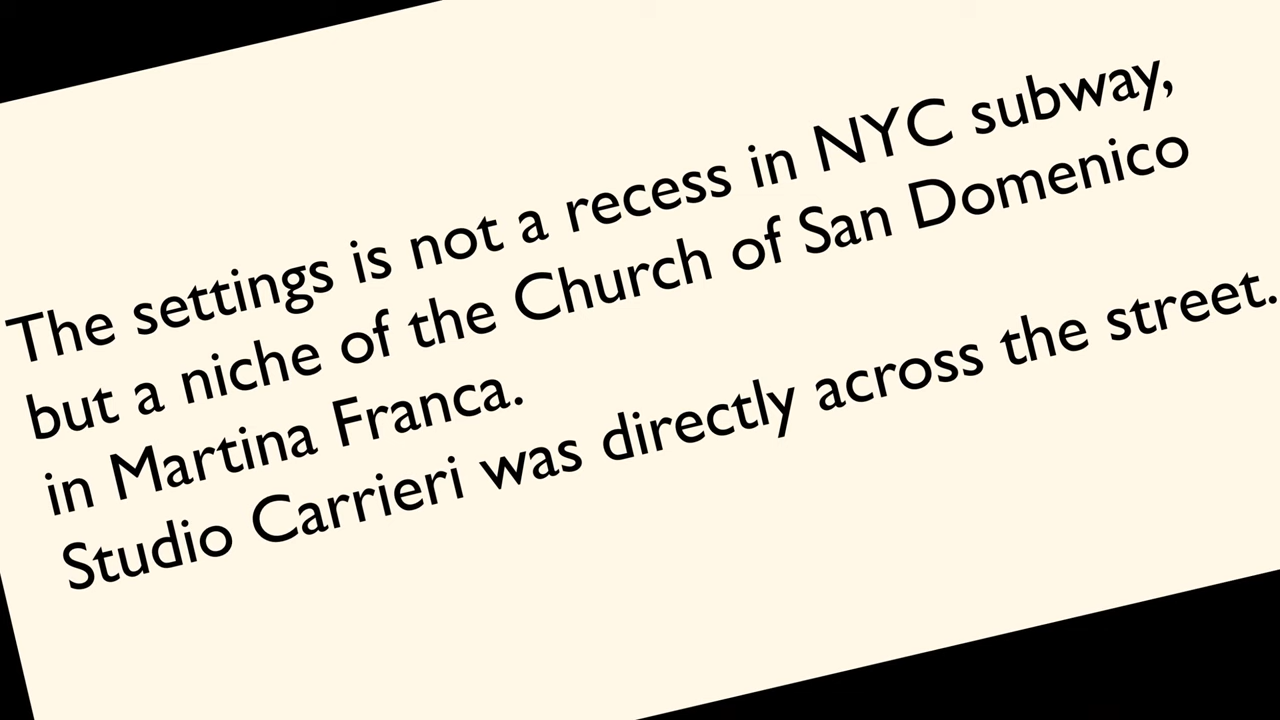 The settings is not a recess in NYC subway,
but a niche of the Church of San Domenico
in Martina Franca.
Studio Carrieri was directly across the street.